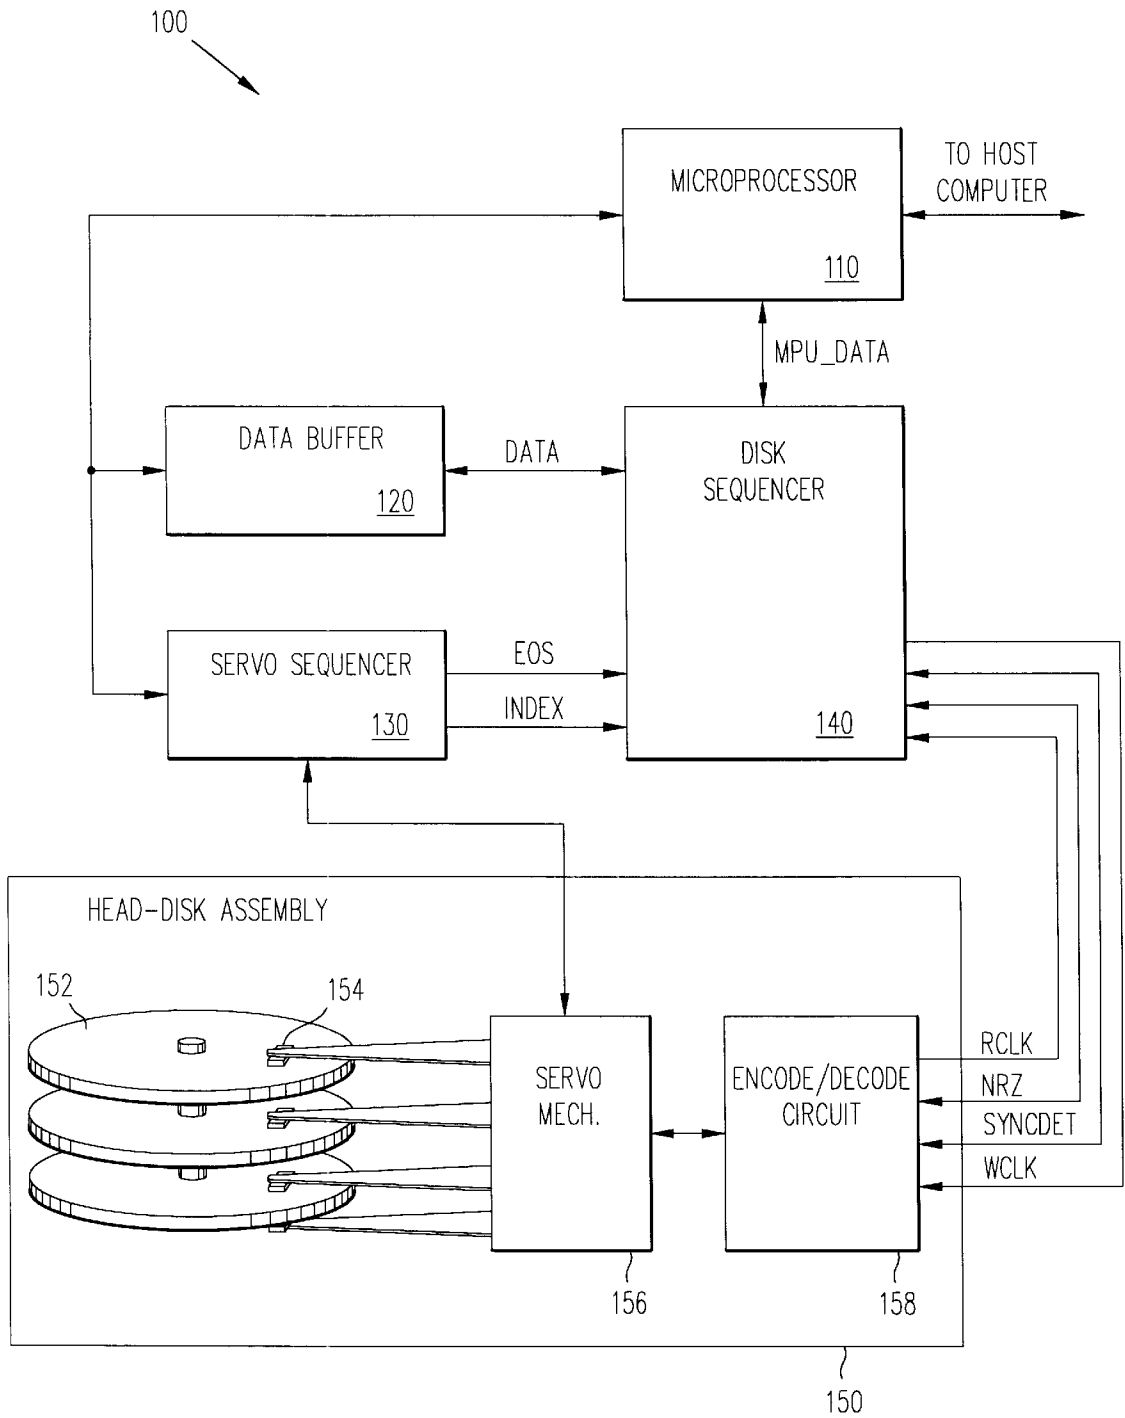 100
MICROPROCESSOR
110
TO HOST
COMPUTER
MPU_DATA
DATA BUFFER
120
DATA
DISK
SEQUENCER
140
SERVO SEQUENCER
130
EOS
INDEX
HEAD-DISK ASSEMBLY
152
154
SERVO
MECH.
156
ENCODE/DECODE
CIRCUIT
158
RCLK
NRZ
SYNCDET
WCLK
150